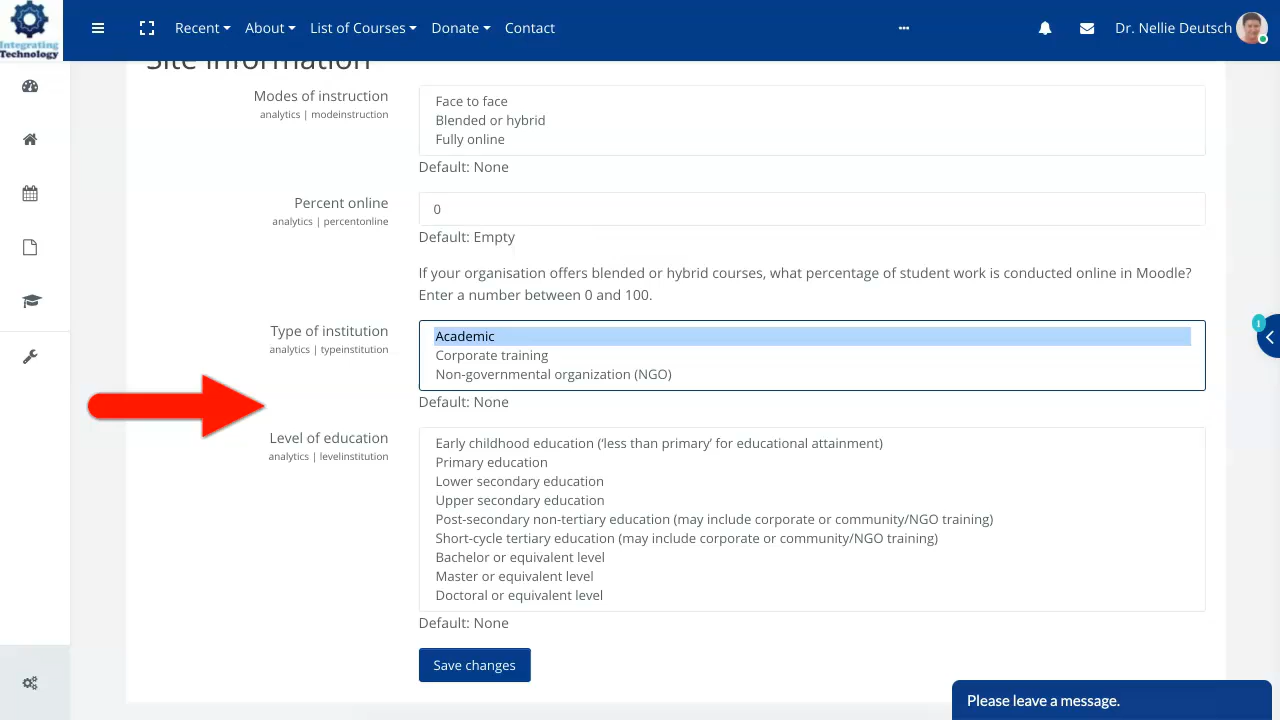 Integrating
Technology
Recent
About
List of Courses
Donate
Contact
Dr. Nellie Deutsch
Site information
Modes of instruction
analytics | modeinstruction
Face to face
Blended or hybrid
Fully online
Default: None
Percent online
analytics | percentonline
0
Default: Empty
If your organisation offers blended or hybrid courses, what percentage of student work is conducted online in Moodle?
Enter a number between 0 and 100.
Type of institution
analytics | typeinstitution
Academic
Corporate training
Non-governmental organization (NGO)
Default: None
1
Level of education
analytics | levelinstitution
Early childhood education (‘less than primary’ for educational attainment)
Primary education
Lower secondary education
Upper secondary education
Post-secondary non-tertiary education (may include corporate or community/NGO training)
Short-cycle tertiary education (may include corporate or community/NGO training)
Bachelor or equivalent level
Master or equivalent level
Doctoral or equivalent level
Default: None
Save changes
Please leave a message.